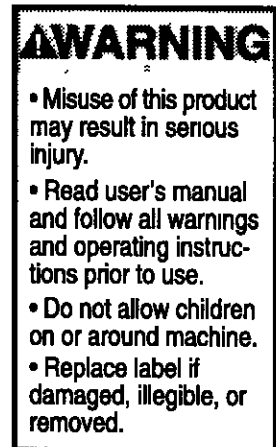 ⚠WARNING
• Misuse of this product
may result in serious
injury.
• Read user's manual
and follow all warnings
and operating instruc-
tions prior to use.
• Do not allow children
on or around machine.
• Replace label if
damaged, illegible, or
removed.